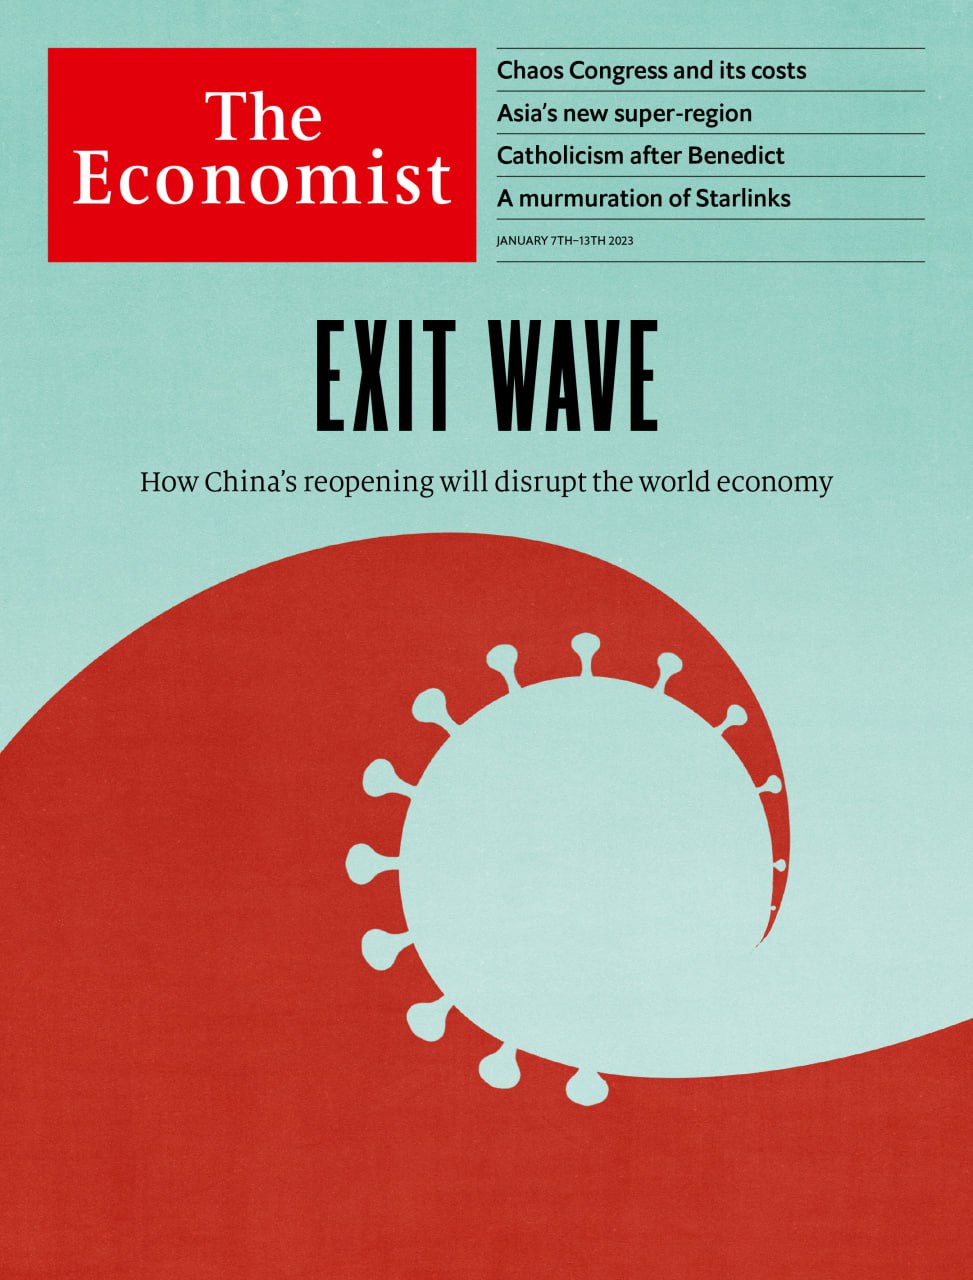 The
Economist
Chaos Congress and its costs
Asia's new super-region
Catholicism after Benedict
A murmuration of Starlinks
JANUARY 7TH–13TH 2023
EXIT WAVE
How China's reopening will disrupt the world economy